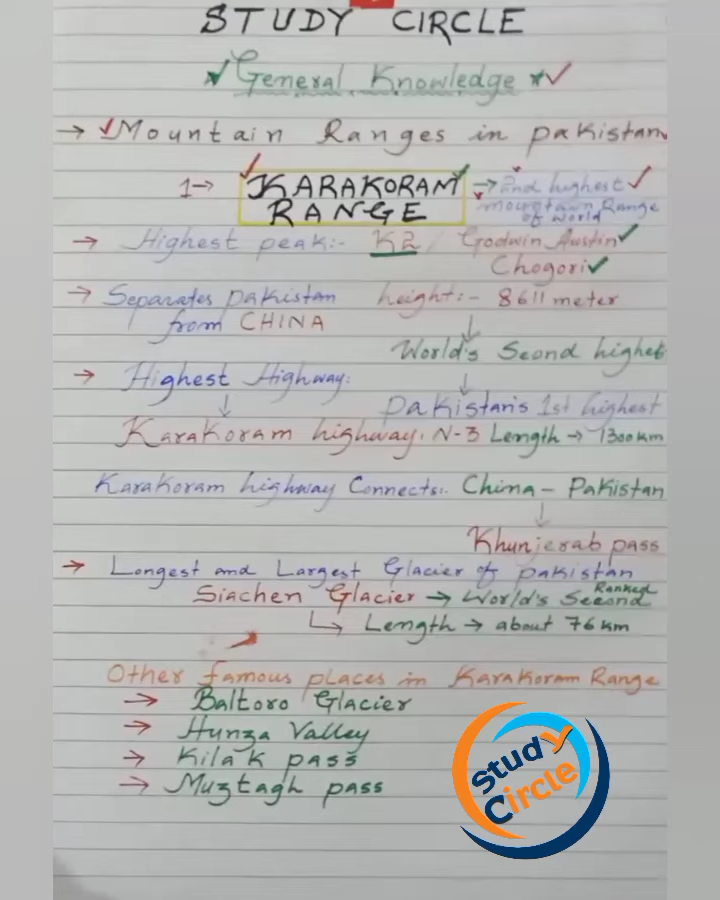 STUDY CIRCLE
General Knowledge
→ Mountain Ranges in pakistan
1→ KARAKORAM RANGE → 2nd highest mountain Range of world
→ Highest peak:- K2 / Godwin Austin
Chogori
→ Separates pakistan from CHINA
height:- 8611 meter
↓
World's Seond highet
↓
Pakistan's 1st highest
→ Highest Highway:
↓
Karakoram highway. N-3 Length → 1300 km
Karakoram highway Connects:. China - Pakistan
↓
Khunjerab pass
→ Longest and Largest Glacier of pakistan
Siachen Glacier → World's Second Ranked
↳ Length → about 76 km
Other famous places in Karakoram Range
→ Baltoro Glacier
→ Hunza Valley
→ Kilak pass
→ Muztagh pass
Study
Circle